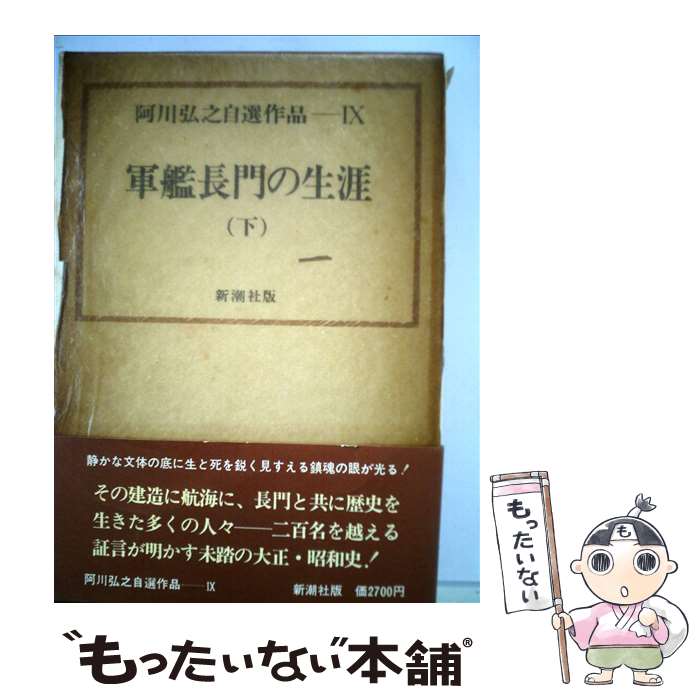 阿川弘之自選作品──IX
軍艦長門の生涯
（下）
新潮社版
静かな文体の底に生と死を鋭く見すえる鎮魂の眼が光る！
その建造に航海に、長門と共に歴史を
生きた多くの人々──二百名を越える
証言が明かす未踏の大正・昭和史！
阿川弘之自選作品──IX
新潮社版 価2700円
もったいない
“もったいない”本舗®